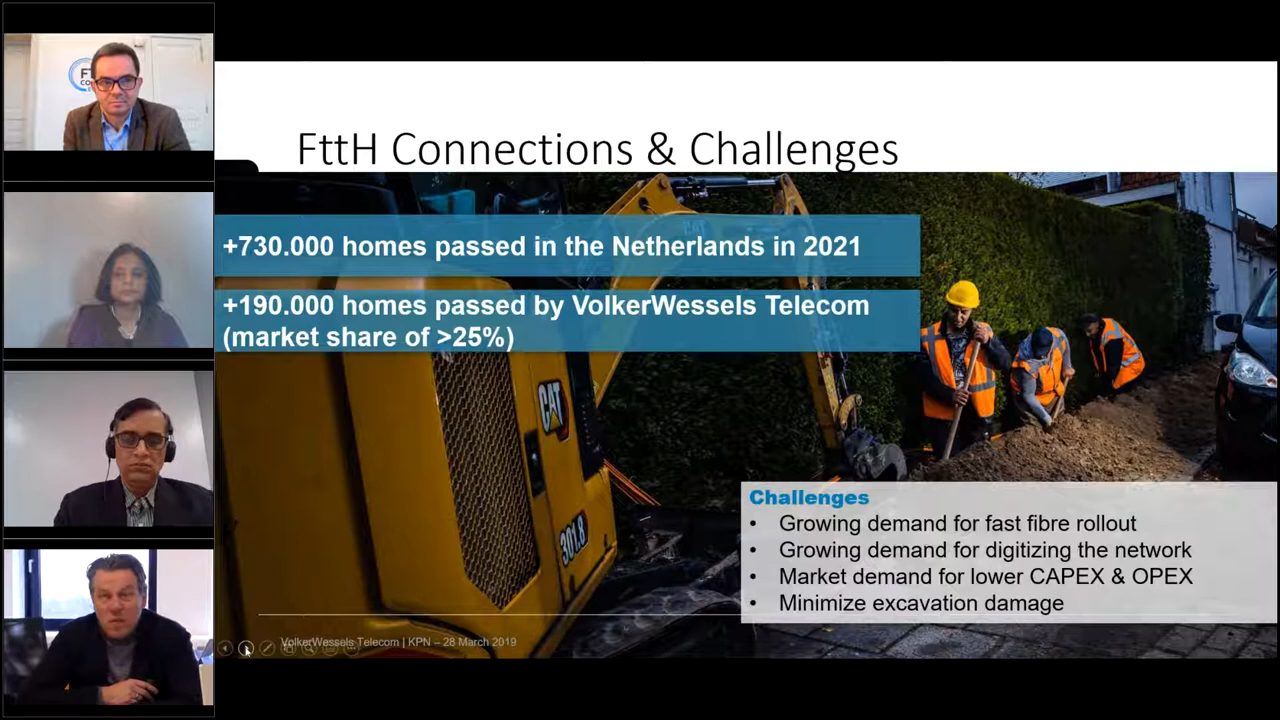 FT
FttH Connections & Challenges
+730.000 homes passed in the Netherlands in 2021
+190.000 homes passed by VolkerWessels Telecom
(market share of >25%)
CAT
301.8
Challenges
• Growing demand for fast fibre rollout
• Growing demand for digitizing the network
• Market demand for lower CAPEX & OPEX
• Minimize excavation damage
VolkerWessels Telecom | KPN – 28 March 2019